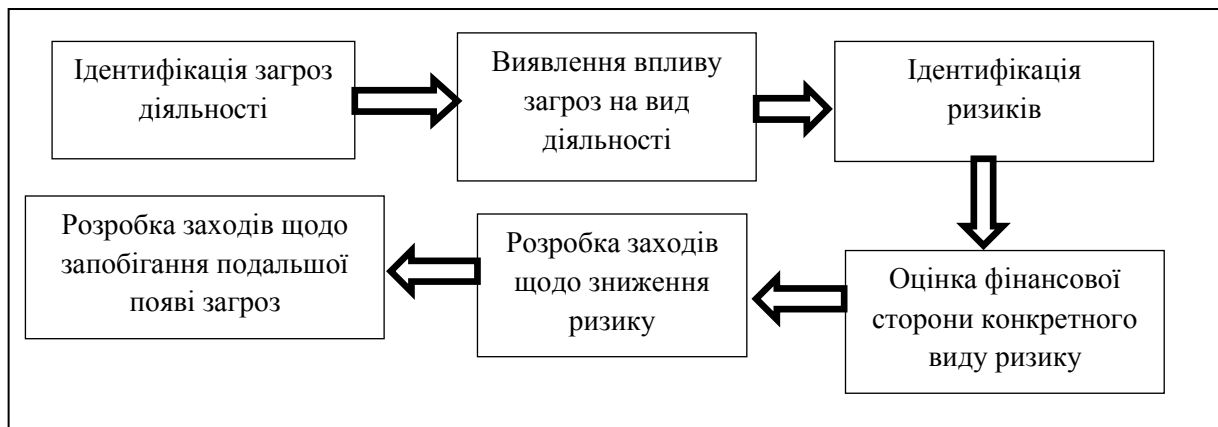 Ідентифікація загроз
діяльності
Виявлення впливу
загроз на вид
діяльності
Ідентифікація
ризиків
Оцінка фінансової
сторони конкретного
виду ризику
Розробка заходів
щодо зниження
ризику
Розробка заходів щодо
запобігання подальшої
появі загроз